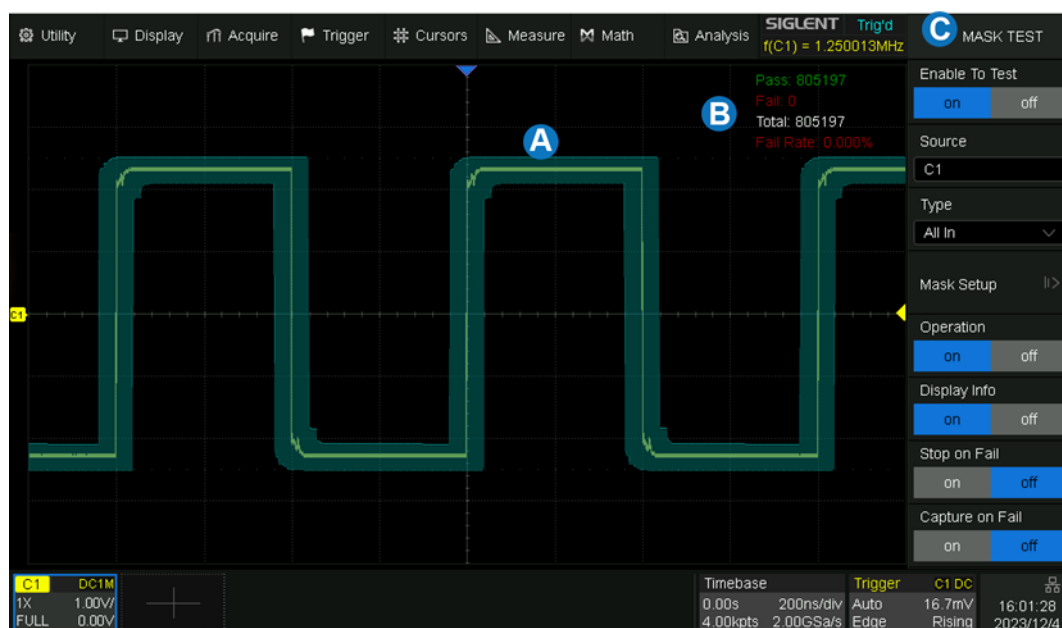 Utility Display Acquire Trigger Cursors Measure Math Analysis
SIGLENT Trig'd
f(C1) = 1.250013MHz
C MASK TEST
Pass: 805197
Fail: 0
Total: 805197
Fail Rate: 0.000%
B
A
C1
Enable To Test
on off
Source
C1
Type
All In
Mask Setup
Operation
on off
Display Info
on off
Stop on Fail
on off
Capture on Fail
on off
C1 DC1M
1X 1.00V/
FULL 0.00V
Timebase
0.00s 200ns/div
4.00kpts 2.00GSa/s
Trigger C1 DC
Auto 16.7mV
Edge Rising
16:01:28
2023/12/4